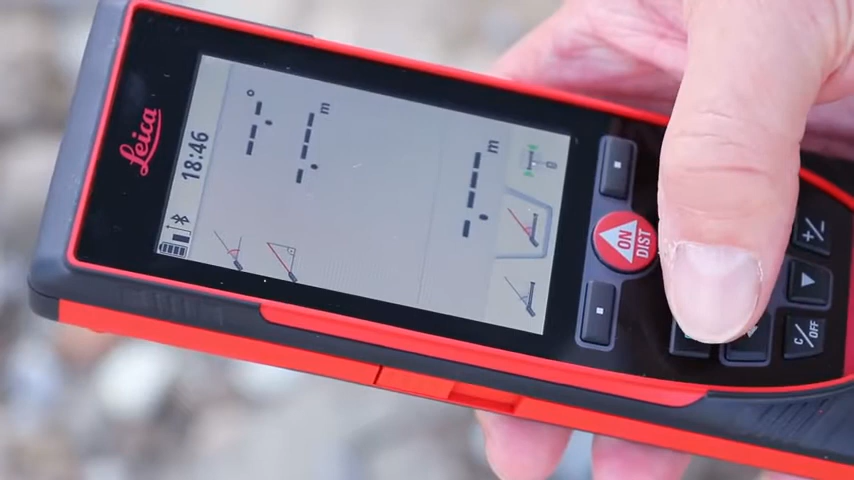 Leica
18:46
°
-- . -
m
--- . ---
m
--- . ---
ON
DIST
+/-
C/OFF